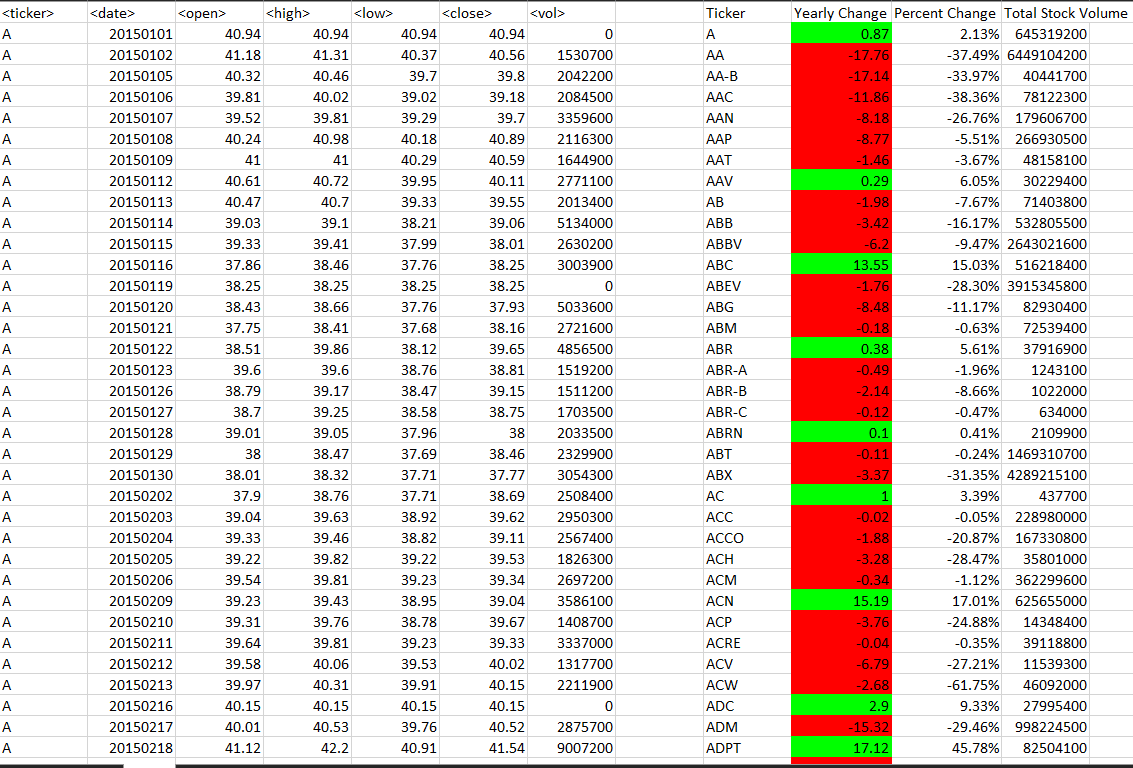 <ticker> <date> <open> <high> <low> <close> <vol> Ticker Yearly Change Percent Change Total Stock Volume
A 20150101 40.94 40.94 40.94 40.94 0 A 0.87 2.13% 645319200
A 20150102 41.18 41.31 40.37 40.56 1530700 AA -17.76 -37.49% 6449104200
A 20150105 40.32 40.46 39.7 39.8 2042200 AA-B -17.14 -33.97% 40441700
A 20150106 39.81 40.02 39.02 39.18 2084500 AAC -11.86 -38.36% 78122300
A 20150107 39.52 39.81 39.29 39.7 3359600 AAN -8.18 -26.76% 179606700
A 20150108 40.24 40.98 40.18 40.89 2116300 AAP -8.77 -5.51% 266930500
A 20150109 41 41 40.29 40.59 1644900 AAT -1.46 -3.67% 48158100
A 20150112 40.61 40.72 39.95 40.11 2771100 AAV 0.29 6.05% 30229400
A 20150113 40.47 40.7 39.33 39.55 2013400 AB -1.98 -7.67% 71403800
A 20150114 39.03 39.1 38.21 39.06 5134000 ABB -3.42 -16.17% 532805500
A 20150115 39.33 39.41 37.99 38.01 2630200 ABBV -6.2 -9.47% 2643021600
A 20150116 37.86 38.46 37.76 38.25 3003900 ABC 13.55 15.03% 516218400
A 20150119 38.25 38.25 38.25 38.25 0 ABEV -1.76 -28.30% 3915345800
A 20150120 38.43 38.66 37.76 37.93 5033600 ABG -8.48 -11.17% 82930400
A 20150121 37.75 38.41 37.68 38.16 2721600 ABM -0.18 -0.63% 72539400
A 20150122 38.51 39.86 38.12 39.65 4856500 ABR 0.38 5.61% 37916900
A 20150123 39.6 39.6 38.76 38.81 1519200 ABR-A -0.49 -1.96% 1243100
A 20150126 38.79 39.17 38.47 39.15 1511200 ABR-B -2.14 -8.66% 1022000
A 20150127 38.7 39.25 38.58 38.75 1703500 ABR-C -0.12 -0.47% 634000
A 20150128 39.01 39.05 37.96 38 2033500 ABRN 0.1 0.41% 2109900
A 20150129 38 38.47 37.69 38.46 2329900 ABT -0.11 -0.24% 1469310700
A 20150130 38.01 38.32 37.71 37.77 3054300 ABX -3.37 -31.35% 4289215100
A 20150202 37.9 38.76 37.71 38.69 2508400 AC 1 3.39% 437700
A 20150203 39.04 39.63 38.92 39.62 2950300 ACC -0.02 -0.05% 228980000
A 20150204 39.33 39.46 38.82 39.11 2567400 ACCO -1.88 -20.87% 167330800
A 20150205 39.22 39.82 39.22 39.53 1826300 ACH -3.28 -28.47% 35801000
A 20150206 39.54 39.81 39.23 39.34 2697200 ACM -0.34 -1.12% 362299600
A 20150209 39.23 39.43 38.95 39.04 3586100 ACN 15.19 17.01% 625655000
A 20150210 39.31 39.76 38.78 39.67 1408700 ACP -3.76 -24.88% 14348400
A 20150211 39.64 39.81 39.23 39.33 3337000 ACRE -0.04 -0.35% 39118800
A 20150212 39.58 40.06 39.53 40.02 1317700 ACV -6.79 -27.21% 11539300
A 20150213 39.97 40.31 39.91 40.15 2211900 ACW -2.68 -61.75% 46092000
A 20150216 40.15 40.15 40.15 40.15 0 ADC 2.9 9.33% 27995400
A 20150217 40.01 40.53 39.76 40.52 2875700 ADM -15.32 -29.46% 998224500
A 20150218 41.12 42.2 40.91 41.54 9007200 ADPT 17.12 45.78% 82504100